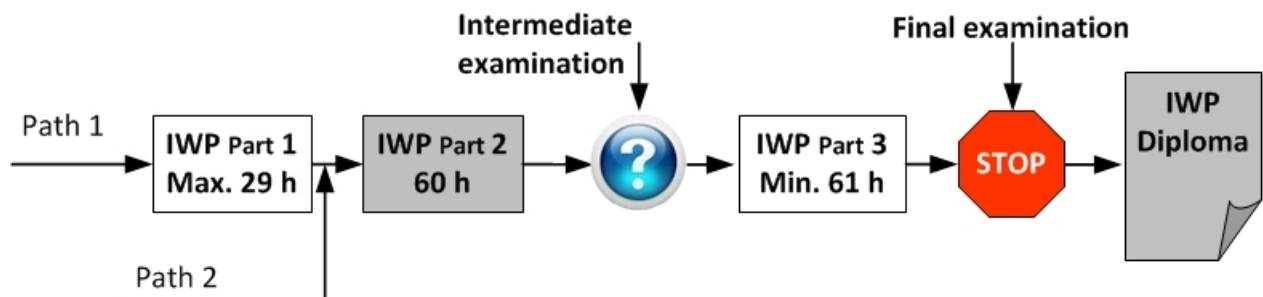 Intermediate
examination
Final examination
Path 1
IWP Part 1
Max. 29 h
IWP Part 2
60 h
?
IWP Part 3
Min. 61 h
STOP
IWP
Diploma
Path 2